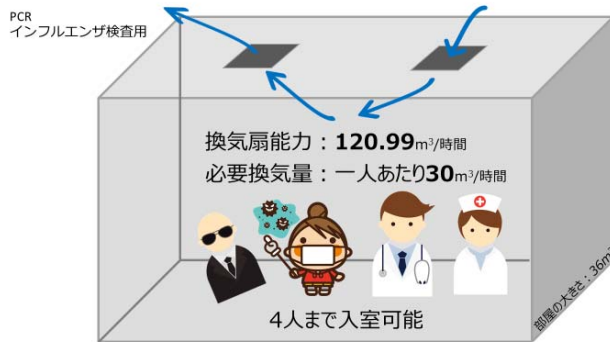 PCR
インフルエンザ検査用
換気扇能力：120.99m³/時間
必要換気量：一人あたり30m³/時間
4人まで入室可能
部屋の大きさ：36m³